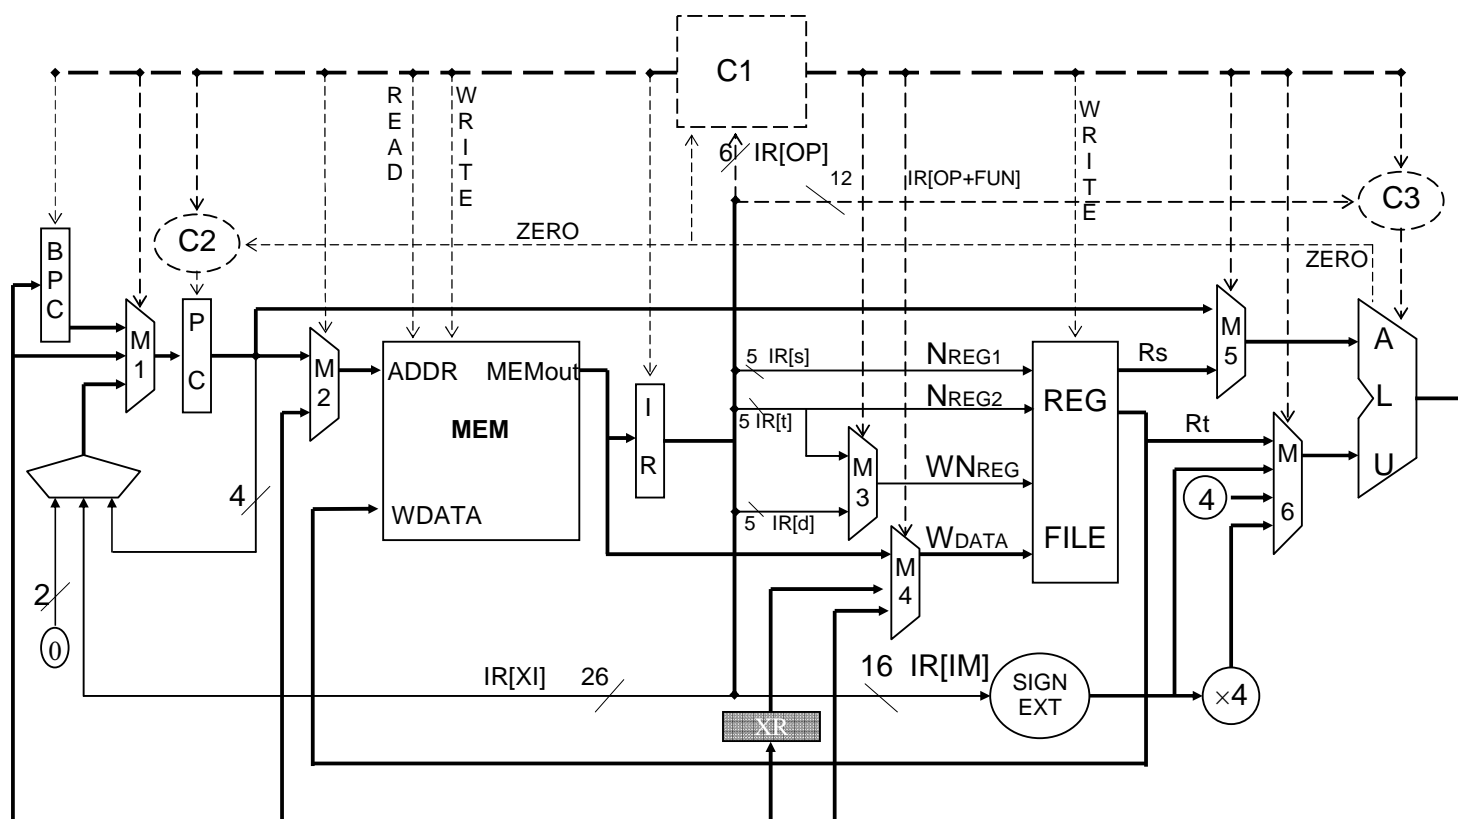 C1
R
E
A
D
W
R
I
T
E
6 IR[OP]
12 IR[OP+FUN]
W
R
I
T
E
C3
C2
ZERO
ZERO
B
P
C
P
C
M
1
M
2
ADDR MEMout
MEM
WDATA
I
R
5 IR[s]
NREG1
5 IR[t]
NREG2
M
3
WNREG
5 IR[d]
WDATA
M
4
REG
FILE
Rs
Rt
M
5
M
6
4
A
L
U
4
2
0
IR[XI] 26
16 IR[IM]
SIGN
EXT
×4
XR